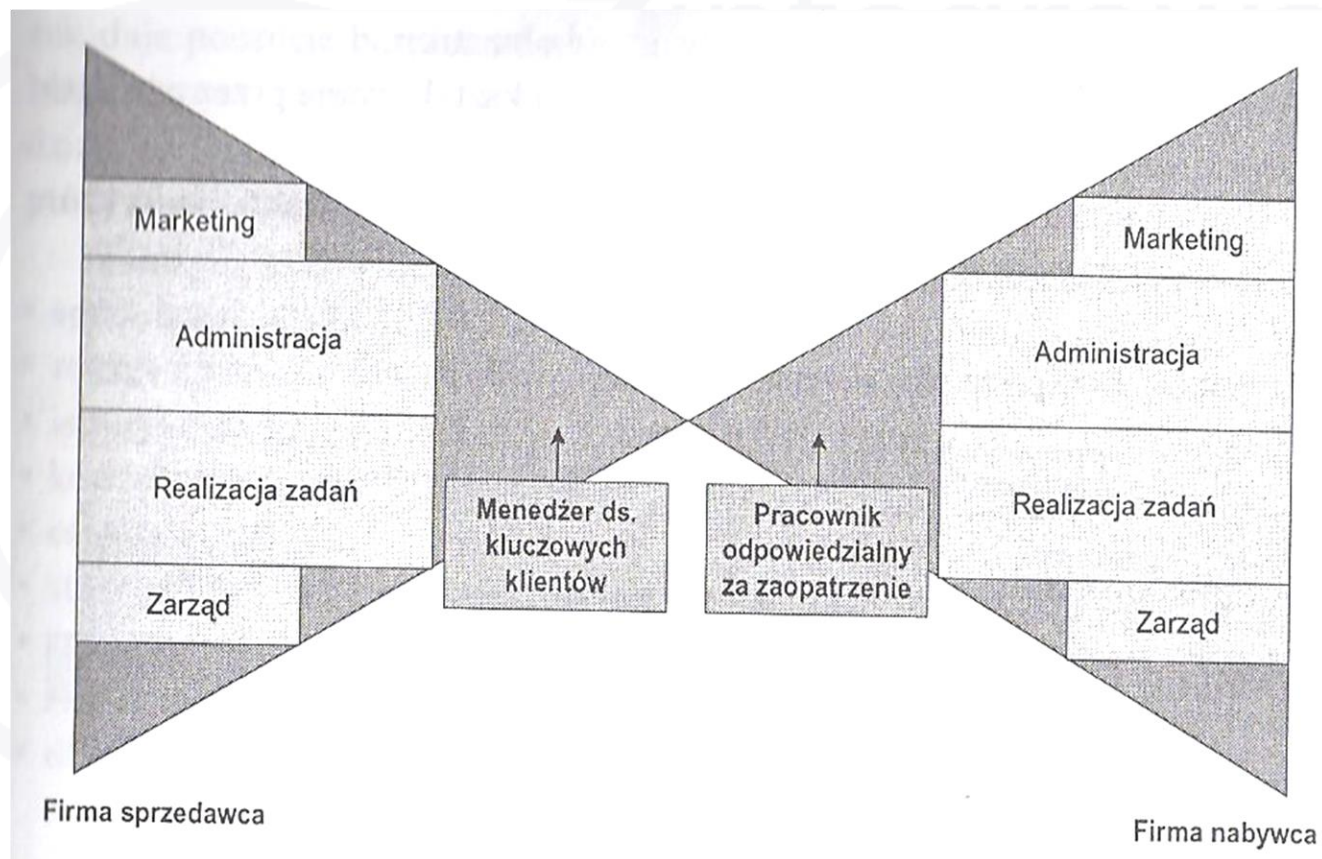 Marketing
Administracja
Realizacja zadań
Zarząd
Menedżer ds.
kluczowych
klientów
Pracownik
odpowiedzialny
za zaopatrzenie
Marketing
Administracja
Realizacja zadań
Zarząd
Firma sprzedawca
Firma nabywca